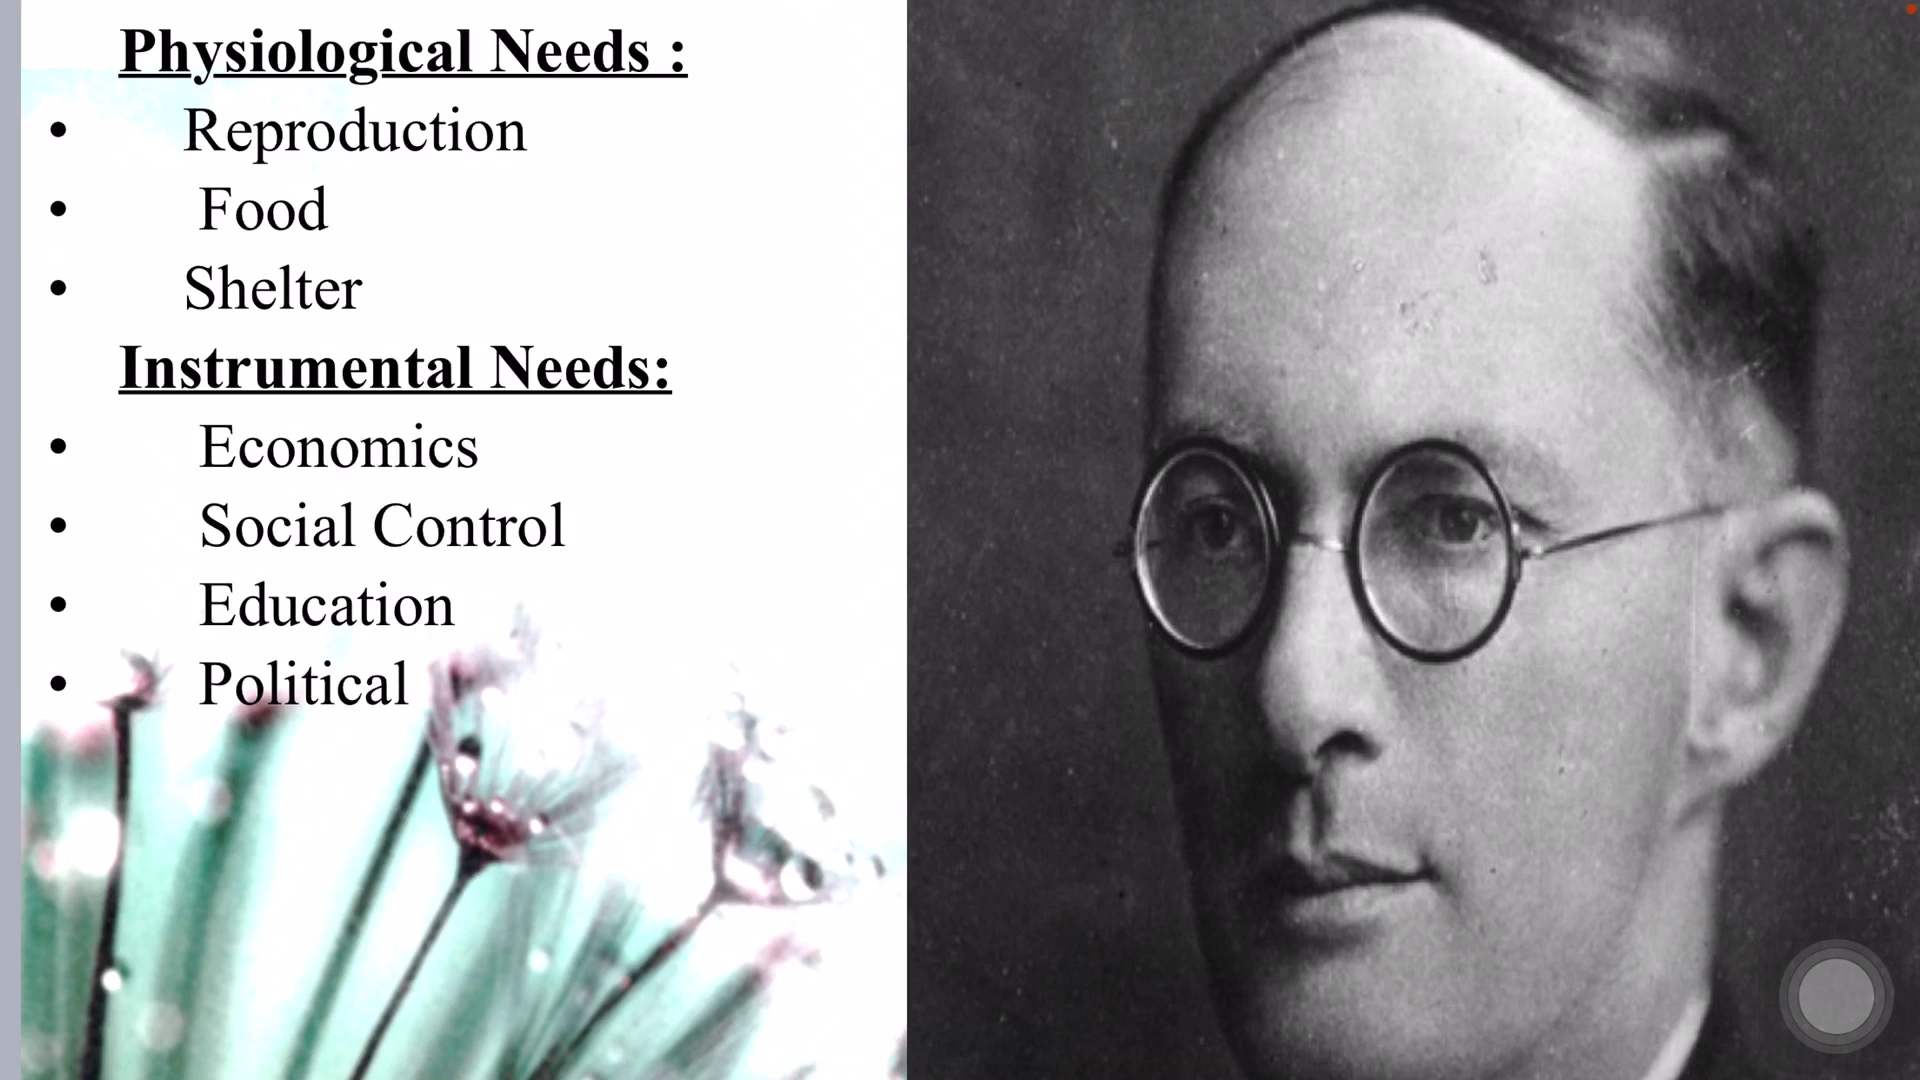 Physiological Needs :
• Reproduction
• Food
• Shelter
Instrumental Needs:
• Economics
• Social Control
• Education
• Political